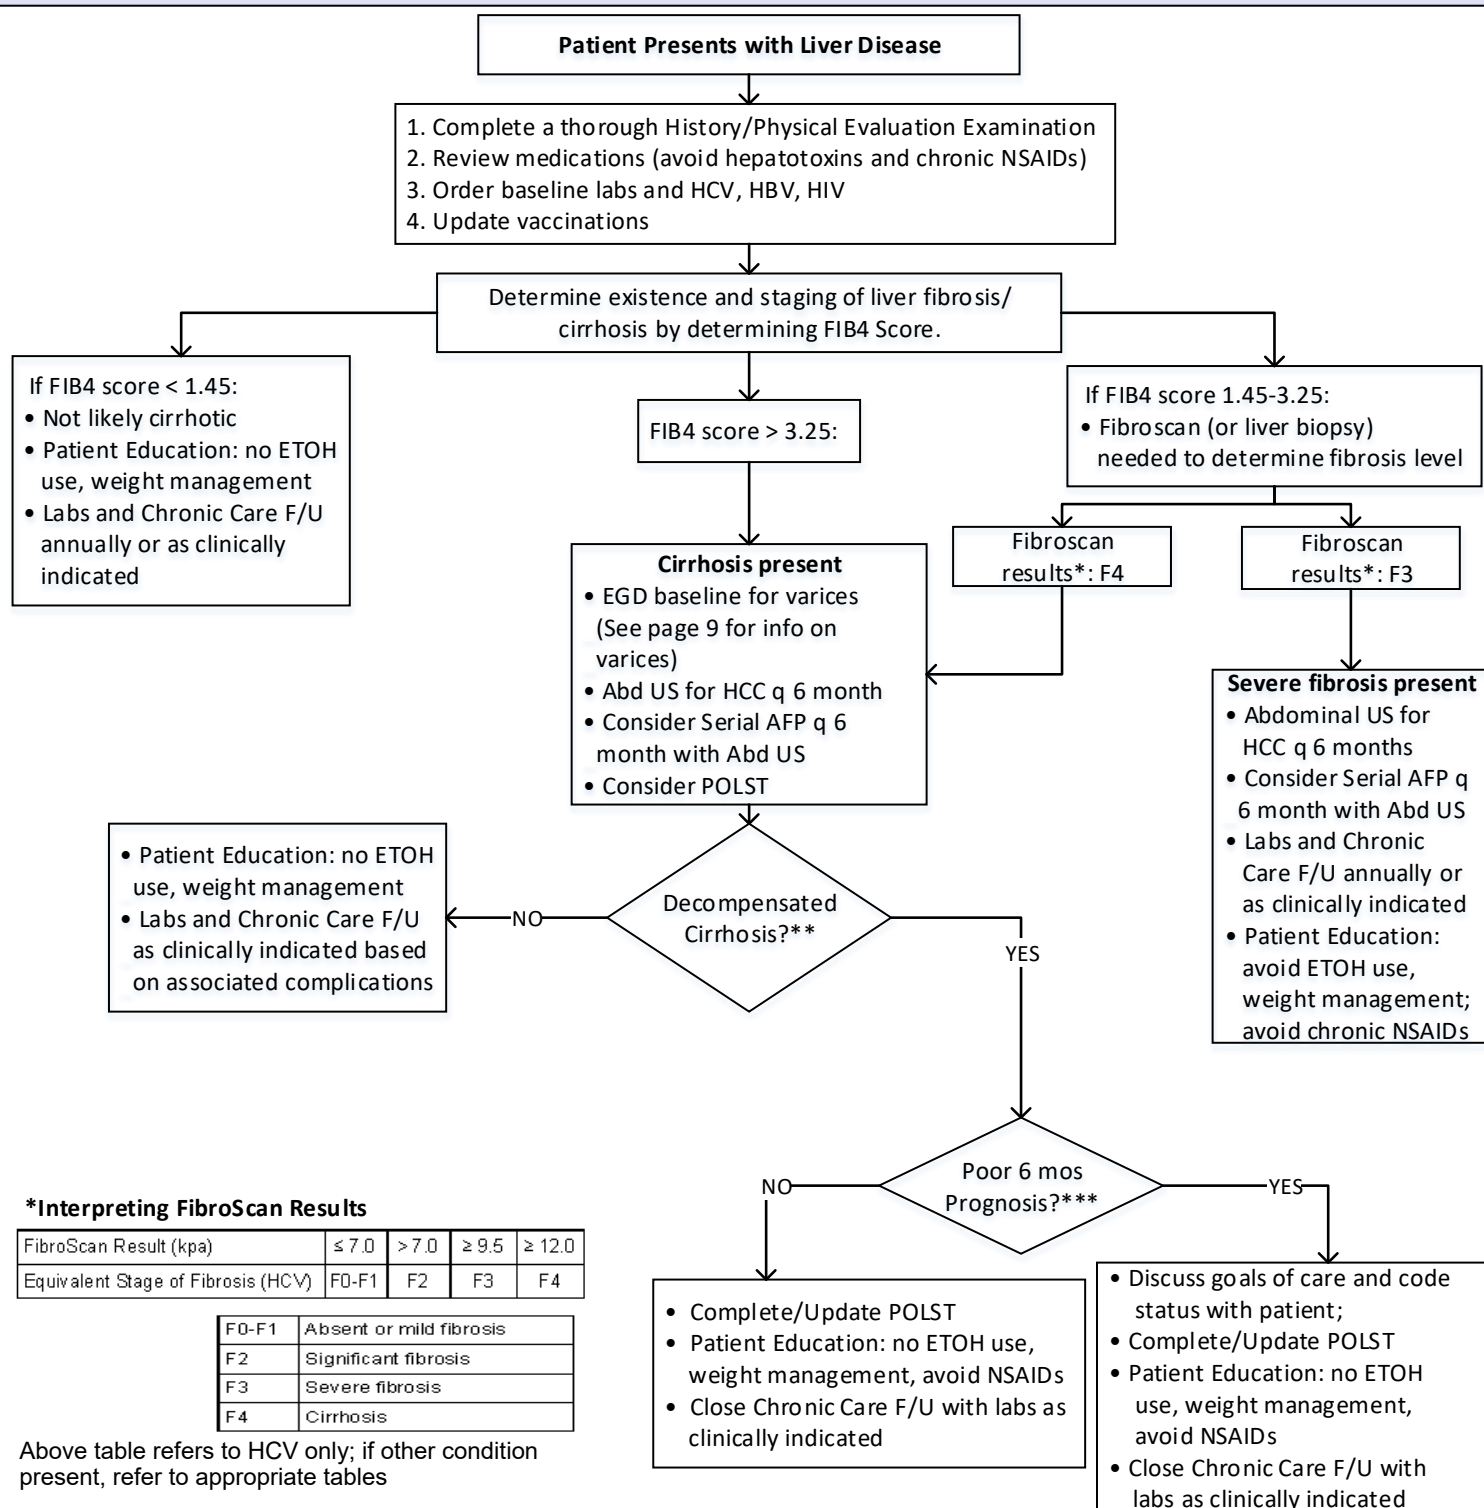 Patient Presents with Liver Disease
1. Complete a thorough History/Physical Evaluation Examination
2. Review medications (avoid hepatotoxins and chronic NSAIDs)
3. Order baseline labs and HCV, HBV, HIV
4. Update vaccinations
Determine existence and staging of liver fibrosis/
cirrhosis by determining FIB4 Score.
If FIB4 score < 1.45:
• Not likely cirrhotic
• Patient Education: no ETOH
use, weight management
• Labs and Chronic Care F/U
annually or as clinically
indicated
FIB4 score > 3.25:
If FIB4 score 1.45-3.25:
• Fibroscan (or liver biopsy)
needed to determine fibrosis level
Fibroscan
results*: F4
Fibroscan
results*: F3
Cirrhosis present
• EGD baseline for varices
(See page 9 for info on
varices)
• Abd US for HCC q 6 month
• Consider Serial AFP q 6
month with Abd US
• Consider POLST
Severe fibrosis present
• Abdominal US for
HCC q 6 months
• Consider Serial AFP q
6 month with Abd US
• Labs and Chronic
Care F/U annually or
as clinically indicated
• Patient Education:
avoid ETOH use,
weight management;
avoid chronic NSAIDs
• Patient Education: no ETOH
use, weight management
• Labs and Chronic Care F/U
as clinically indicated based
on associated complications
NO
Decompensated
Cirrhosis?**
YES
Poor 6 mos
Prognosis?***
NO
YES
• Complete/Update POLST
• Patient Education: no ETOH use,
weight management, avoid NSAIDs
• Close Chronic Care F/U with labs as
clinically indicated
• Discuss goals of care and code
status with patient;
• Complete/Update POLST
• Patient Education: no ETOH
use, weight management,
avoid NSAIDs
• Close Chronic Care F/U with
labs as clinically indicated
*Interpreting FibroScan Results
FibroScan Result (kpa) ≤ 7.0 > 7.0 ≥ 9.5 ≥ 12.0
Equivalent Stage of Fibrosis (HCV) F0-F1 F2 F3 F4
F0-F1 Absent or mild fibrosis
F2 Significant fibrosis
F3 Severe fibrosis
F4 Cirrhosis
Above table refers to HCV only; if other condition
present, refer to appropriate tables